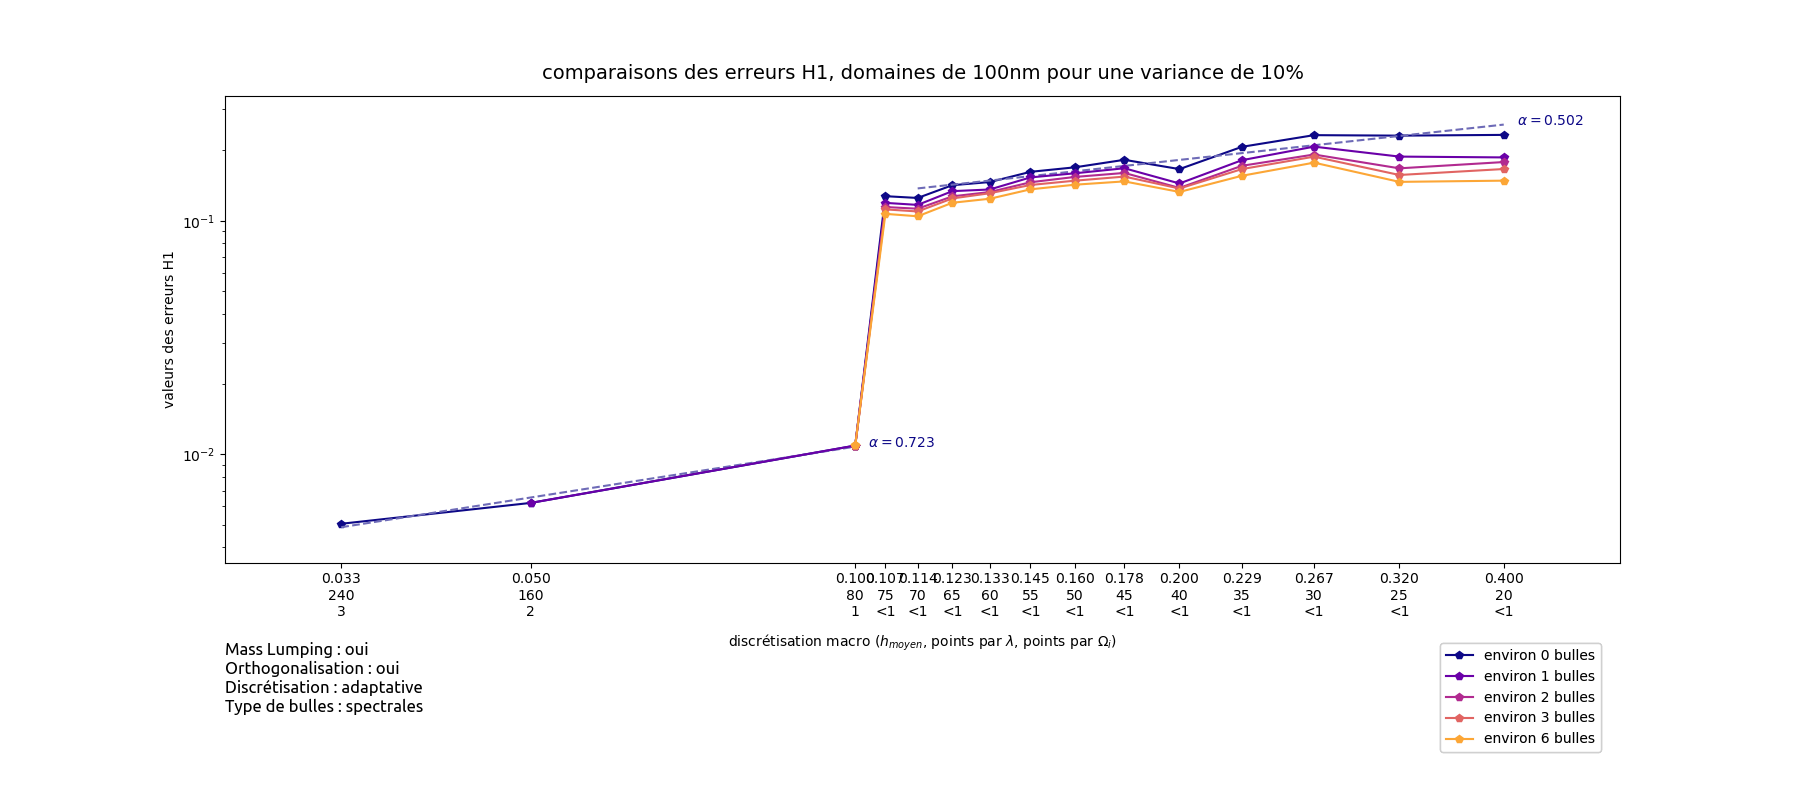 comparaisons des erreurs H1, domaines de 100nm pour une variance de 10%
valeurs des erreurs H1
10⁻¹
10⁻²
α = 0.502
α = 0.723
0.033 0.050 0.100 0.107 0.114 0.123 0.133 0.145 0.160 0.178 0.200 0.229 0.267 0.320 0.400
240 160 80 75 70 65 60 55 50 45 40 35 30 25 20
3 2 1 <1 <1 <1 <1 <1 <1 <1 <1 <1 <1 <1 <1
discrétisation macro (h_moyen, points par λ, points par Ω_i)
Mass Lumping : oui
Orthogonalisation : oui
Discrétisation : adaptative
Type de bulles : spectrales
environ 0 bulles
environ 1 bulles
environ 2 bulles
environ 3 bulles
environ 6 bulles